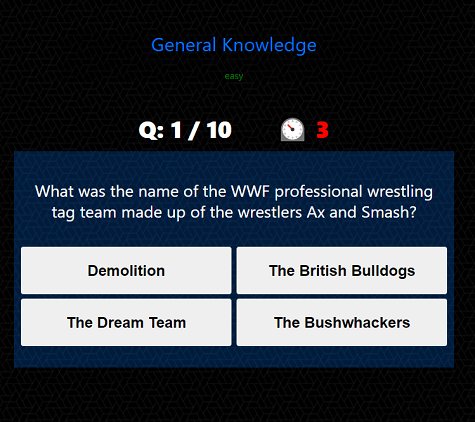 General Knowledge
easy
Q: 1 / 10 3
What was the name of the WWF professional wrestling
tag team made up of the wrestlers Ax and Smash?
Demolition The British Bulldogs
The Dream Team The Bushwhackers